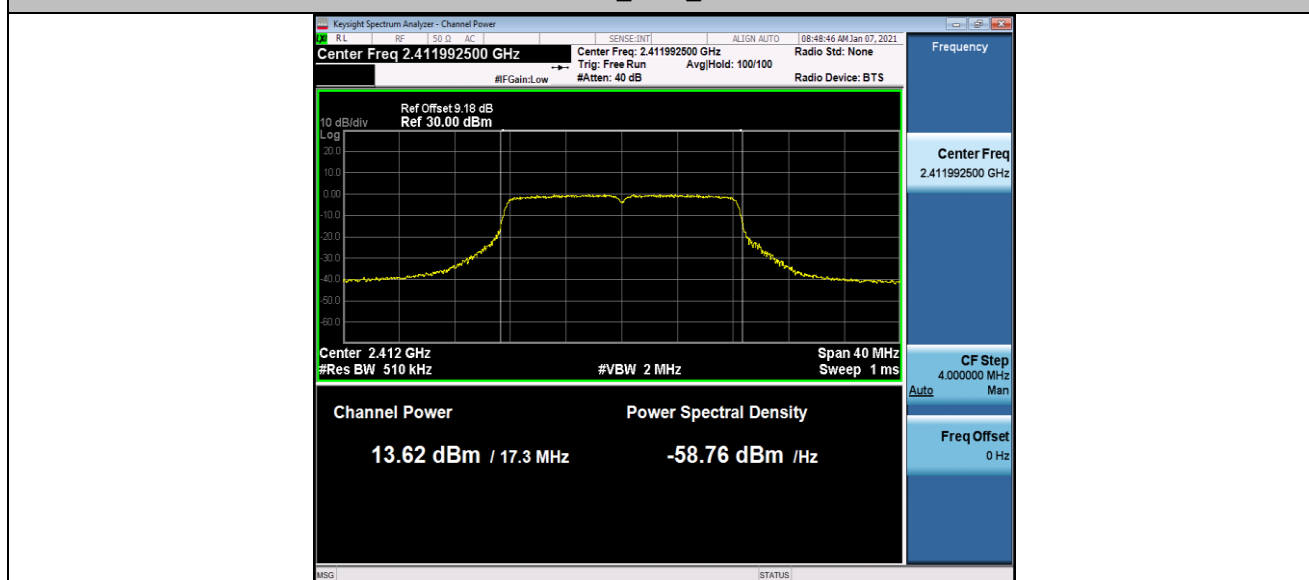 Keysight Spectrum Analyzer - Channel Power
RL RF 50 Ω AC SENSE:INT ALIGN AUTO 08:48:46 AM Jan 07, 2021
Center Freq 2.411992500 GHz
Center Freq: 2.411992500 GHz Radio Std: None
Trig: Free Run Avg|Hold: 100/100
#IFGain:Low #Atten: 40 dB Radio Device: BTS
Ref Offset 9.18 dB
10 dB/div Ref 30.00 dBm
Log
20.0
10.0
0.00
-10.0
-20.0
-30.0
-40.0
-50.0
-60.0
Center 2.412 GHz Span 40 MHz
#Res BW 510 kHz #VBW 2 MHz Sweep 1 ms
Channel Power Power Spectral Density
13.62 dBm / 17.3 MHz -58.76 dBm /Hz
MSG STATUS
Frequency
Center Freq
2.411992500 GHz
CF Step
4.000000 MHz
Auto Man
Freq Offset
0 Hz